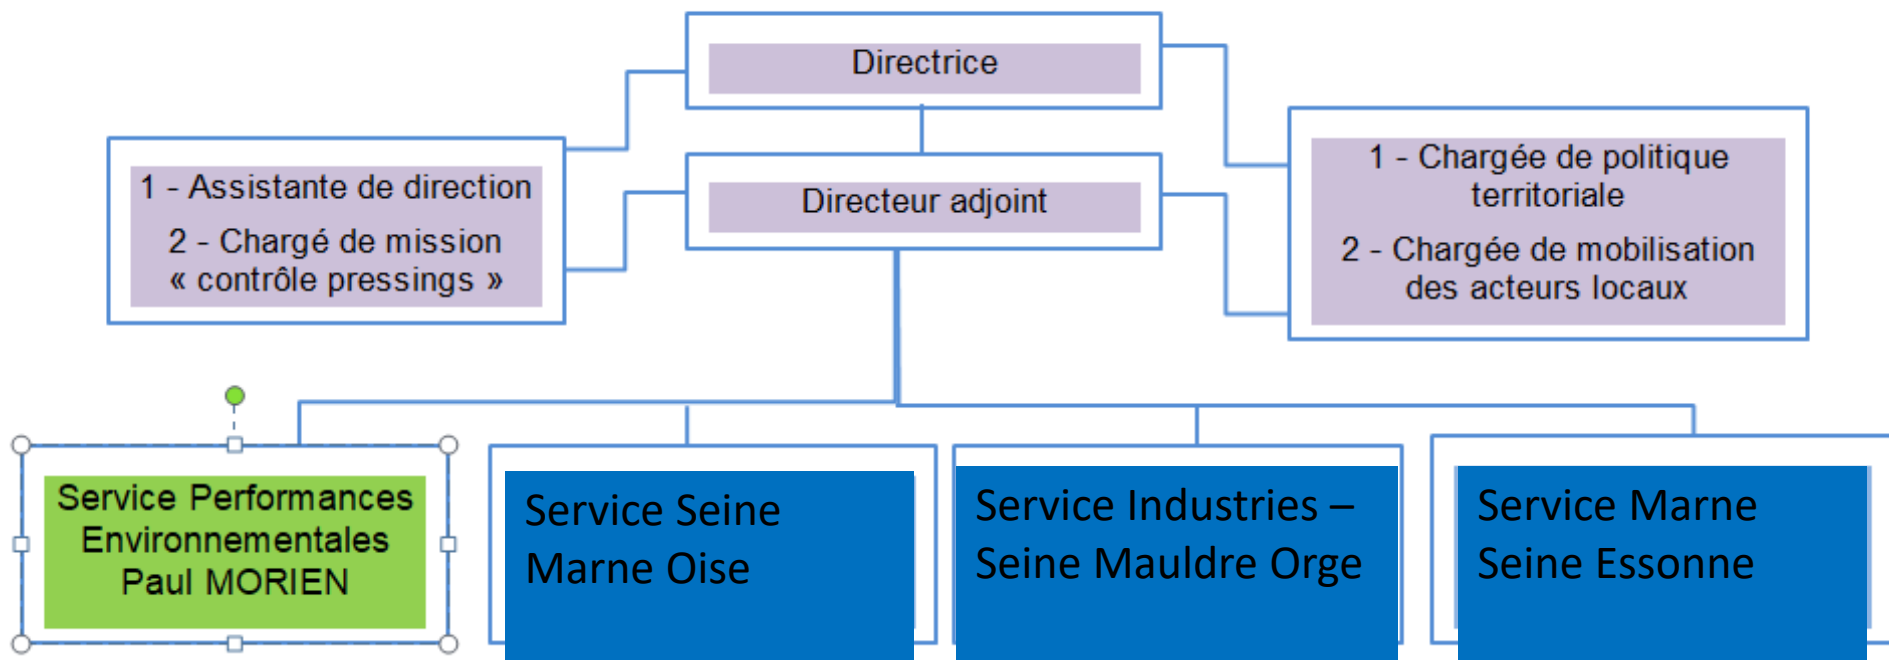 Directrice
1 - Assistante de direction
2 - Chargé de mission
« contrôle pressings »
Directeur adjoint
1 - Chargée de politique
territoriale
2 - Chargée de mobilisation
des acteurs locaux
Service Performances
Environnementales
Paul MORIEN
Service Seine
Marne Oise
Service Industries –
Seine Mauldre Orge
Service Marne
Seine Essonne